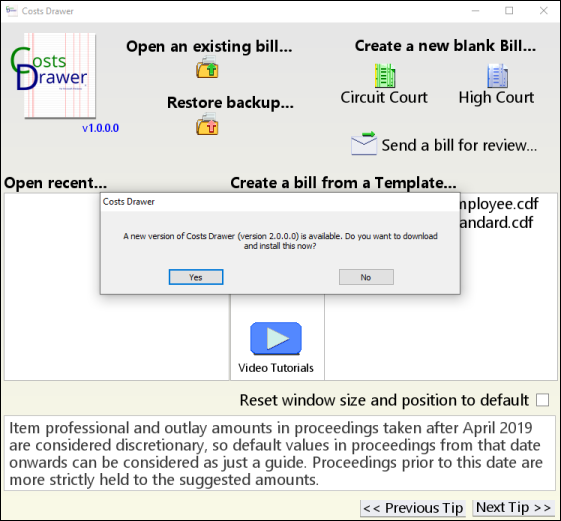 Costs Drawer
Costs
Drawer
v1.0.0.0
Open an existing bill...
Restore backup...
Create a new blank Bill...
Circuit Court
High Court
Send a bill for review...
Open recent...
Create a bill from a Template...
mployee.cdf
andard.cdf
Costs Drawer
A new version of Costs Drawer (version 2.0.0.0) is available. Do you want to download
and install this now?
Yes
No
Video Tutorials
Reset window size and position to default
Item professional and outlay amounts in proceedings taken after April 2019
are considered discretionary, so default values in proceedings from that date
onwards can be considered as just a guide. Proceedings prior to this date are
more strictly held to the suggested amounts.
<< Previous Tip
Next Tip >>